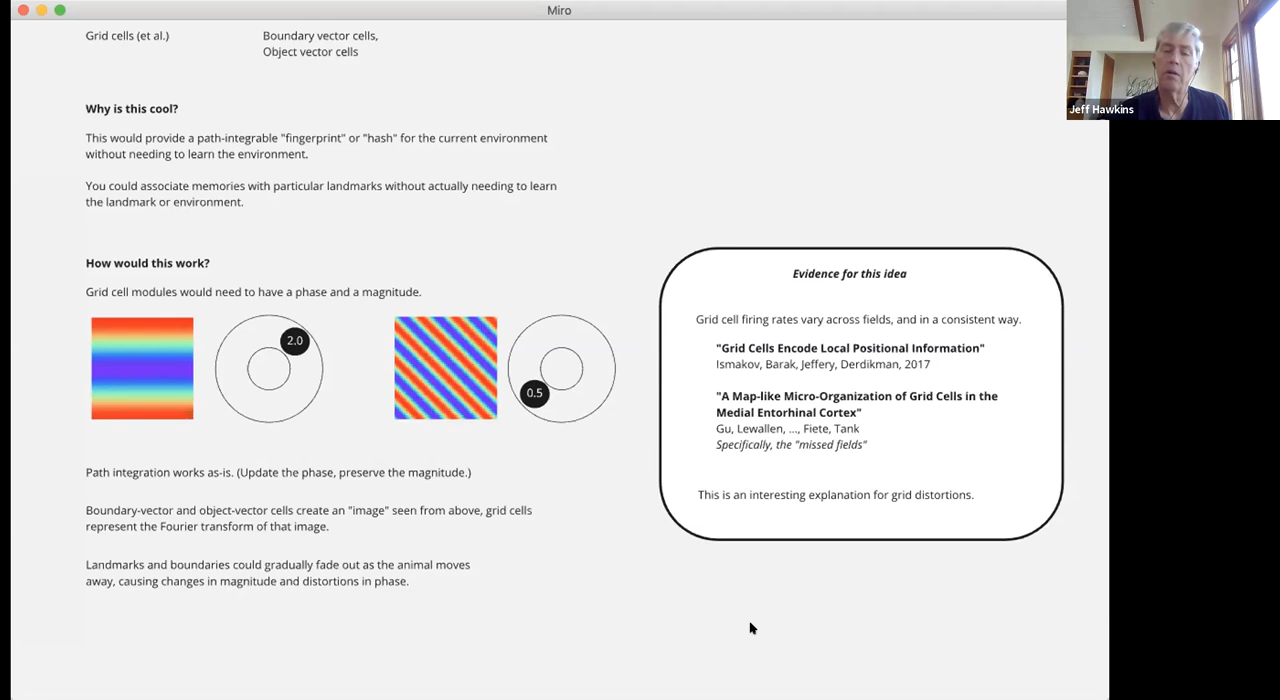 Miro
Grid cells (et al.)
Boundary vector cells,
Object vector cells
Jeff Hawkins
Why is this cool?
This would provide a path-integrable "fingerprint" or "hash" for the current environment
without needing to learn the environment.
You could associate memories with particular landmarks without actually needing to learn
the landmark or environment.
How would this work?
Grid cell modules would need to have a phase and a magnitude.
2.0
0.5
Path integration works as-is. (Update the phase, preserve the magnitude.)
Boundary-vector and object-vector cells create an "image" seen from above, grid cells
represent the Fourier transform of that image.
Landmarks and boundaries could gradually fade out as the animal moves
away, causing changes in magnitude and distortions in phase.
Evidence for this idea
Grid cell firing rates vary across fields, and in a consistent way.
"Grid Cells Encode Local Positional Information"
Ismakov, Barak, Jeffery, Derdikman, 2017
"A Map-like Micro-Organization of Grid Cells in the
Medial Entorhinal Cortex"
Gu, Lewallen, ..., Fiete, Tank
Specifically, the "missed fields"
This is an interesting explanation for grid distortions.